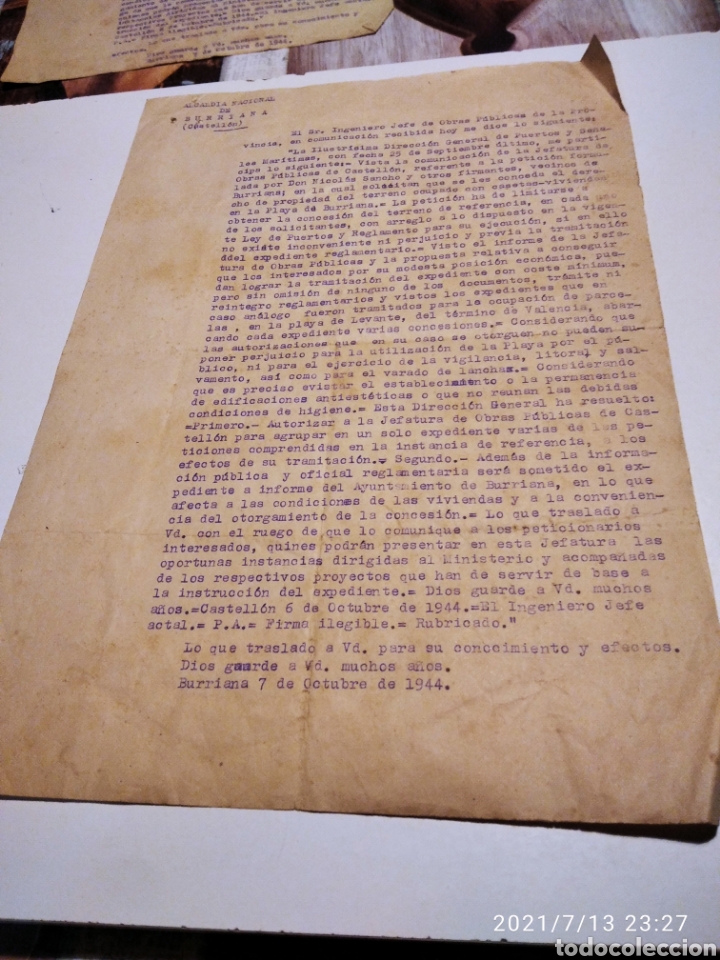 ALCALDIA NACIONAL
DE
BURRIANA
(Castellón)
El Sr. Ingeniero Jefe de Obras Públicas de la Pro-
vincia, en comunicación recibida hoy me dice lo siguiente;
"La Ilustrísima Dirección General de Puertos y Seña-
les Marítimas, con fecha 25 de Septiembre último, me parti-
cipa lo siguiente:- Vista la comunicación de la Jefatura de
Obras Públicas de Castellón, referente a la petición formu-
lada por Don Nicolás Sancho y otros firmantes, vecinos de
Burriana; en la cual solicitan que se les conceda el dere-
cho de propiedad del terreno ocupado con casetas-viviendas
en la Playa de Burriana.= La petición ha de limitarse a
obtener la concesión del terreno de referencia, en cada uno
de los solicitantes, con arreglo a lo dispuesto en la vigen-
te Ley de Puertos y Reglamento para su ejecución, si en ello
no exiéte inconveniente ni perjuicio y previa la tramitación
ddel expediente reglamentario.= Visto el informe de la Jefa-
tura de Obras Públicas y la propuesta relativa a conseguir
que los interesados por su modesta posición económica, pue-
dan lograr la tramitación del expediente con coste mínimum,
pero sin omisión de ninguno de los documentos, trámite ni
reintegro reglamentarios y vistos los expedientes que en
caso análogo fueron tramitados para lo ocupación de parce-
las, en la playa de Levante, del término de Valencia, abar-
cando cada expediente varias concesiones.= Considerando que
las autorizaciones que en su caso se otorguen no pueden su-
pponer perjuicio para la utilización de la Playa por el pú-
blico, ni para el ejercicio de la vigilancia, litoral y sal-
vamento, así como para el varado de lanchas.= Considerando
que es preciso evistar el establecimiento o la permanencia
de edificaciones antiestéticas o que no reunan las debidas
condiciones de higiene.= Esta Dirección General ha resuelto:
=Primero.- Autorizar a la Jefatura de Obras Públicas de Cas-
tellón para agrupar en un solo expediente varias de las pe-
ticiones comprendidas en la instancia de referencia, a los
efectos de su tramitación.= Segundo.- Además de la informa-
ción pública y oficial reglamentaria será sometido el ex-
pediente a informe del Ayuntamiento de Burriana, en lo que
afecta a las condiciones de las viviendas y a la convenien-
cia del otorgamiento de la concesión.= Lo que traslado a
Vd. con el ruego de que lo comunique a los peticionarios
interesados, quines podrán presentar en esta Jefatura las
oportunas instancias dirigidas al Ministerio y acompañadas
de los respectivos proyectos que han de servir de base a
la instrucción del expediente.= Dios guarde a Vd. muchos
años.=Castellón 6 de Octubre de 1944.=El Ingeniero Jefe
actal.= P.A.= Firma ilegible.= Rubricado."
Lo que traslado a Vd. para su conocimiento y efectos.
Dios guarde a Vd. muchos años.
Burriana 7 de Octubre de 1944.
2021/7/13 23:27
todocoleccion